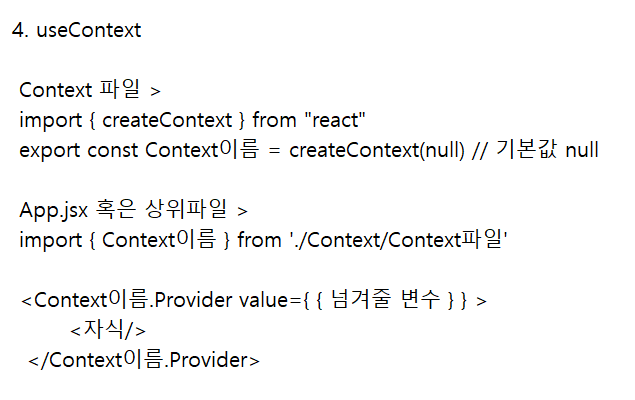 4. useContext
Context 파일 >
import { createContext } from "react"
export const Context이름 = createContext(null) // 기본값 null
App.jsx 혹은 상위파일 >
import { Context이름 } from './Context/Context파일'
<Context이름.Provider value={ { 넘겨줄 변수 } } >
<자식/>
</Context이름.Provider>